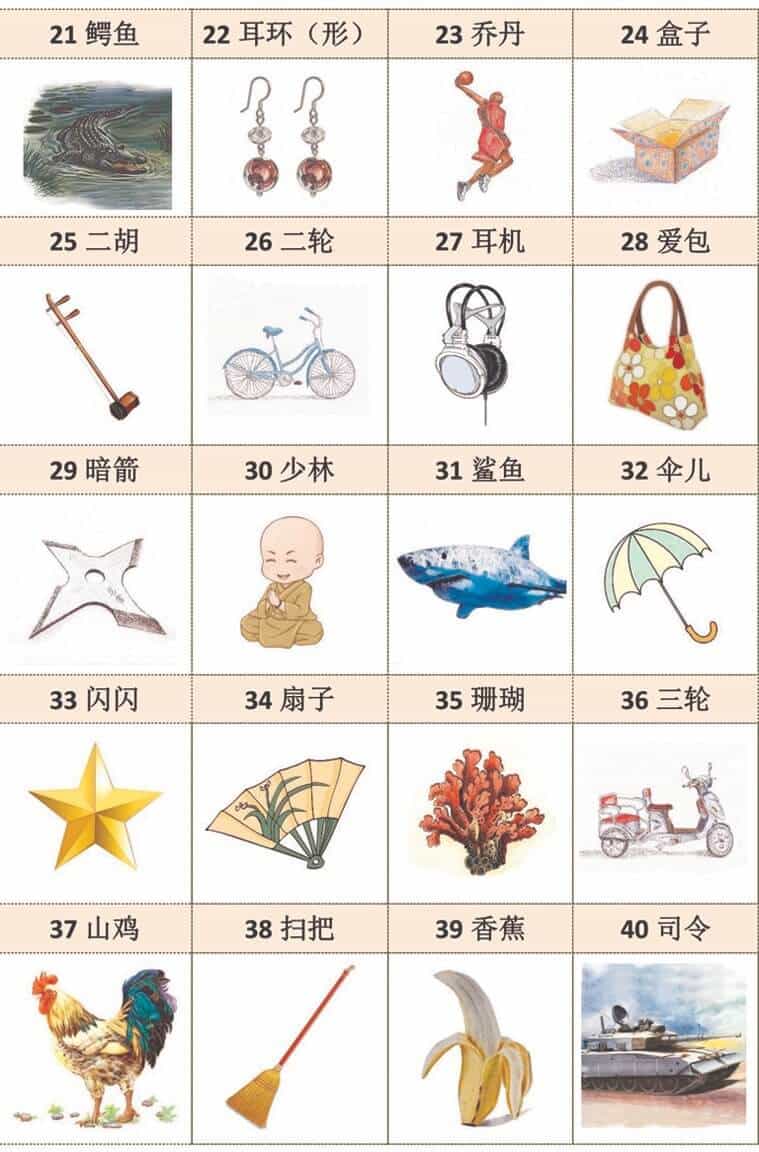 21 鳄鱼
22 耳环（形）
23 乔丹
24 盒子
25 二胡
26 二轮
27 耳机
28 爱包
29 暗箭
30 少林
31 鲨鱼
32 伞儿
33 闪闪
34 扇子
35 珊瑚
36 三轮
37 山鸡
38 扫把
39 香蕉
40 司令